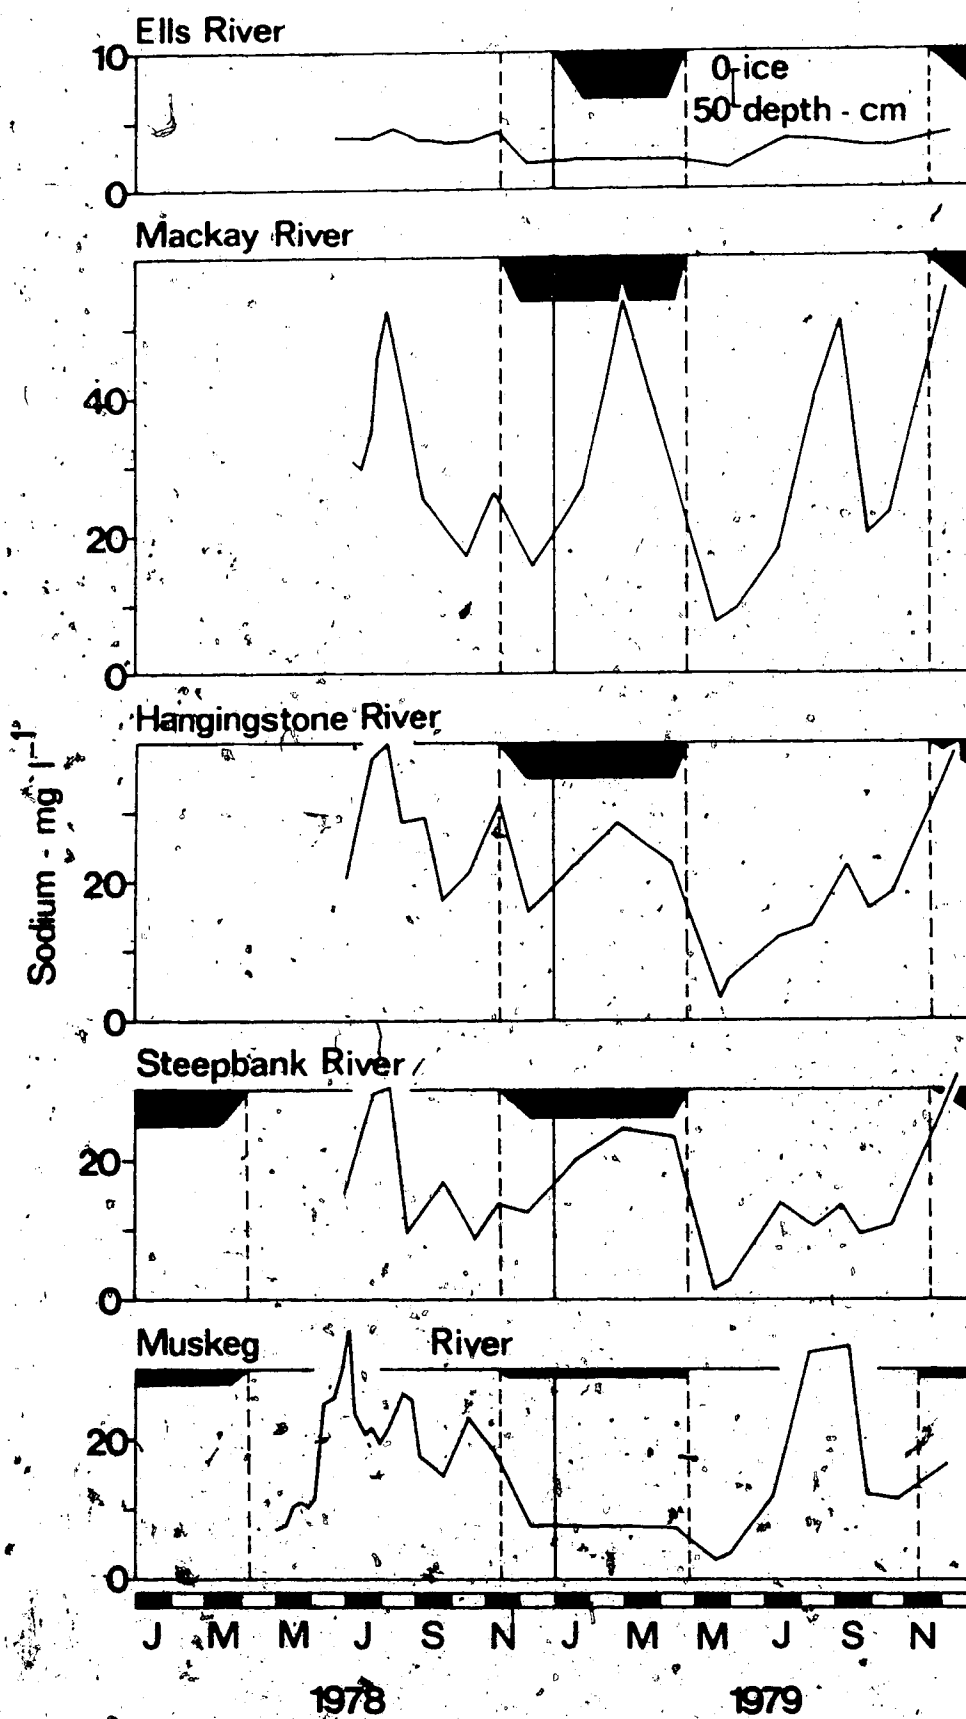 Ells River
10
0-ice
50 depth - cm
0
Mackay River
40
20
0
Hangingstone River
Sodium - mg l-1
20
0
Steepbank River
20
0
Muskeg River
20
0
J M M J S N J M M J S N
1978 1979